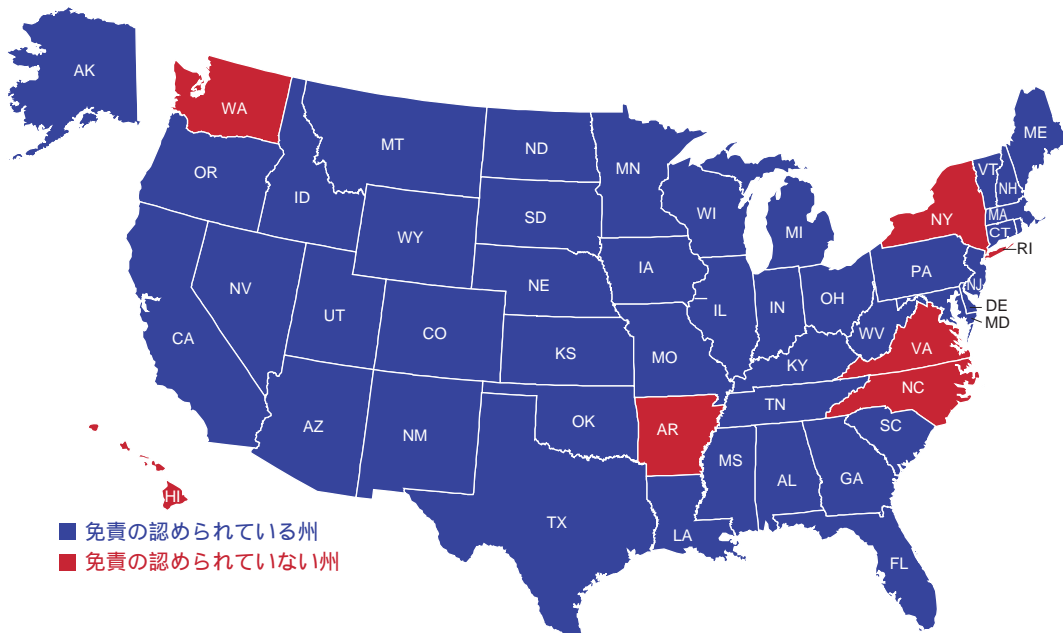 AK
WA
MT
ND
MN
ME
OR
ID
SD
WI
VT
NH
WY
MI
NY
MA
CT
RI
IA
PA
NE
NV
UT
CO
IL
IN
OH
NJ
DE
MD
CA
KS
MO
WV
VA
KY
NC
TN
AZ
NM
OK
AR
SC
MS
AL
GA
HI
TX
LA
FL
免責の認められている州
免責の認められていない州